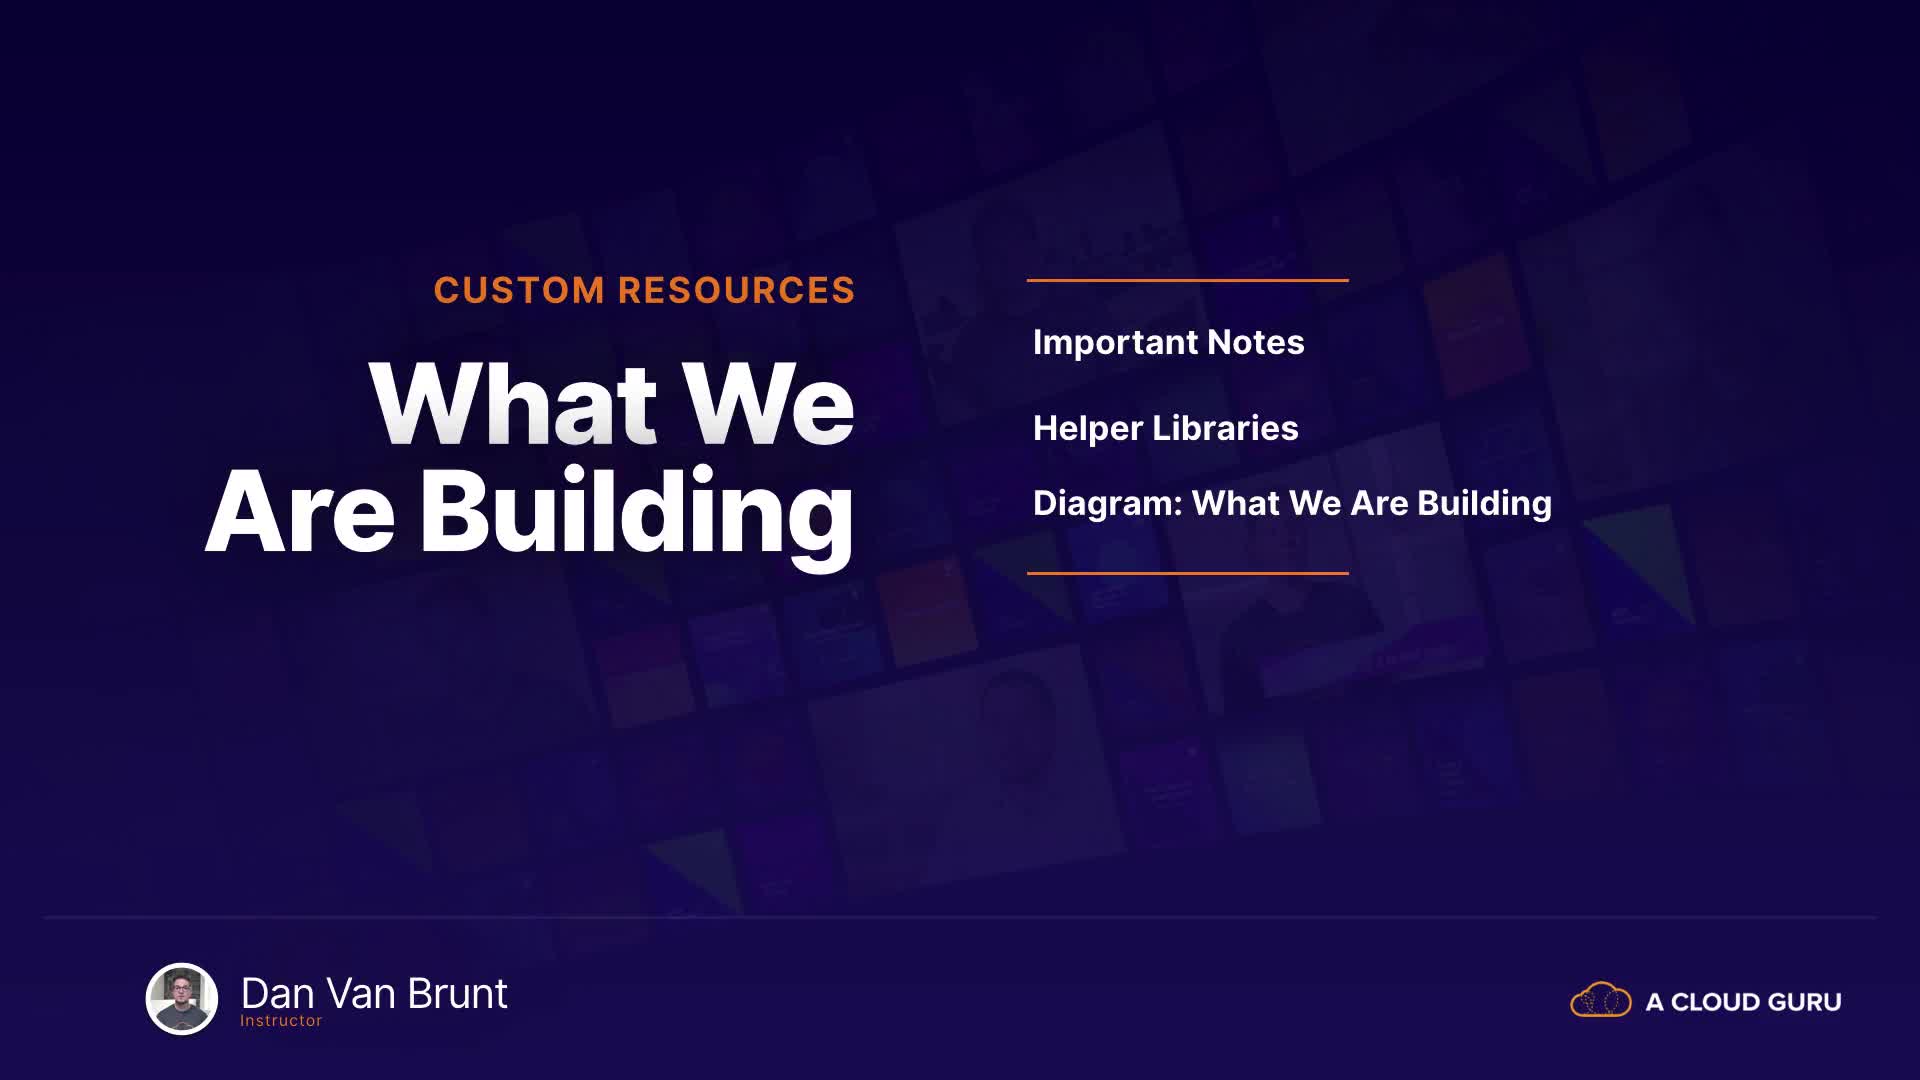 CUSTOM RESOURCES
What We
Are Building
Important Notes
Helper Libraries
Diagram: What We Are Building
Dan Van Brunt
Instructor
A CLOUD GURU